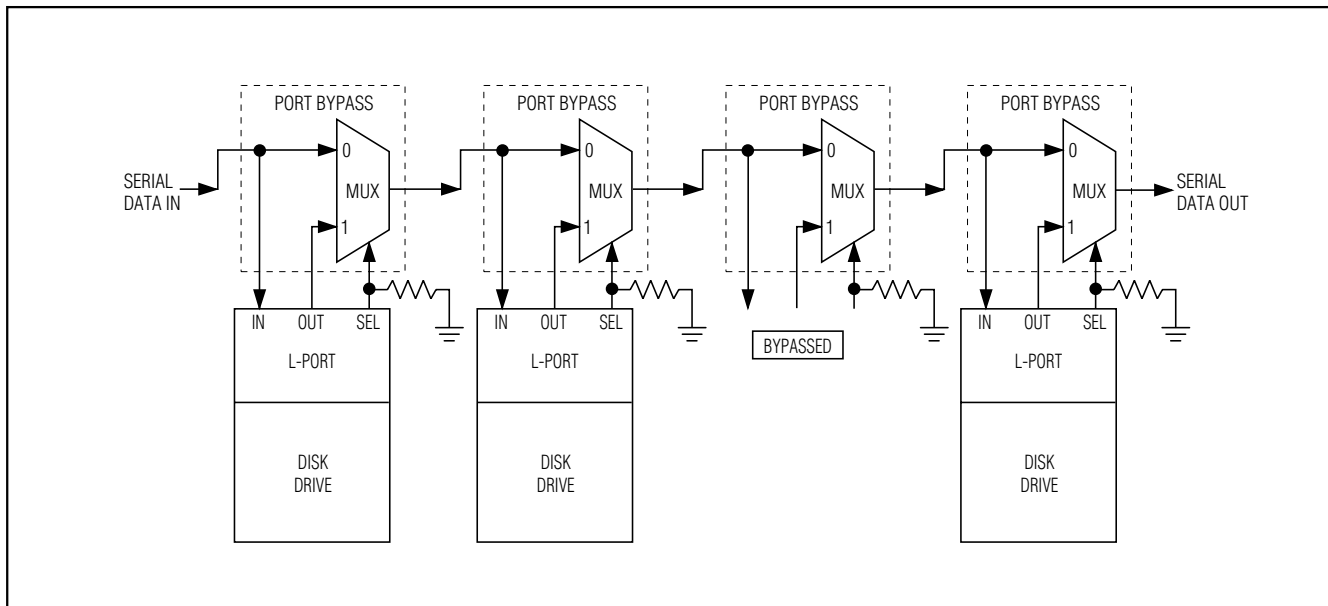 PORT BYPASS
PORT BYPASS
PORT BYPASS
PORT BYPASS
0
0
0
0
SERIAL
DATA IN
MUX
MUX
MUX
MUX
SERIAL
DATA OUT
1
1
1
1
IN OUT SEL
L-PORT
DISK
DRIVE
IN OUT SEL
L-PORT
DISK
DRIVE
BYPASSED
IN OUT SEL
L-PORT
DISK
DRIVE